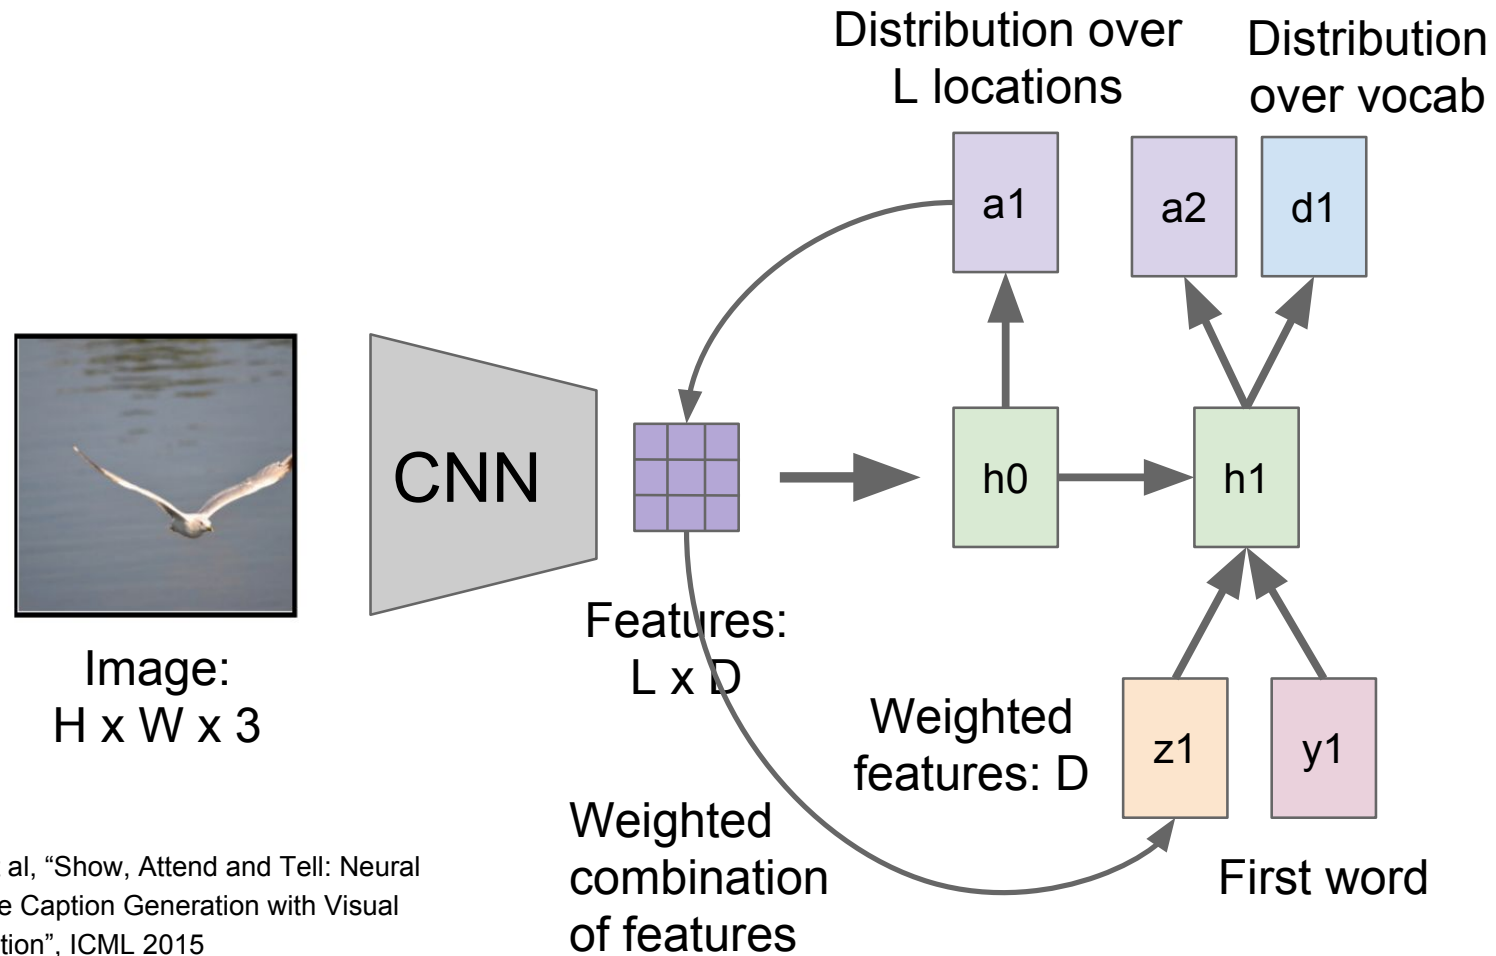 Distribution over
L locations
Distribution
over vocab
a1
a2
d1
CNN
h0
h1
Features:
L x D
Image:
H x W x 3
Weighted
features: D
z1
y1
Weighted
combination
of features
First word
al, “Show, Attend and Tell: Neural
Caption Generation with Visual
ICML 2015